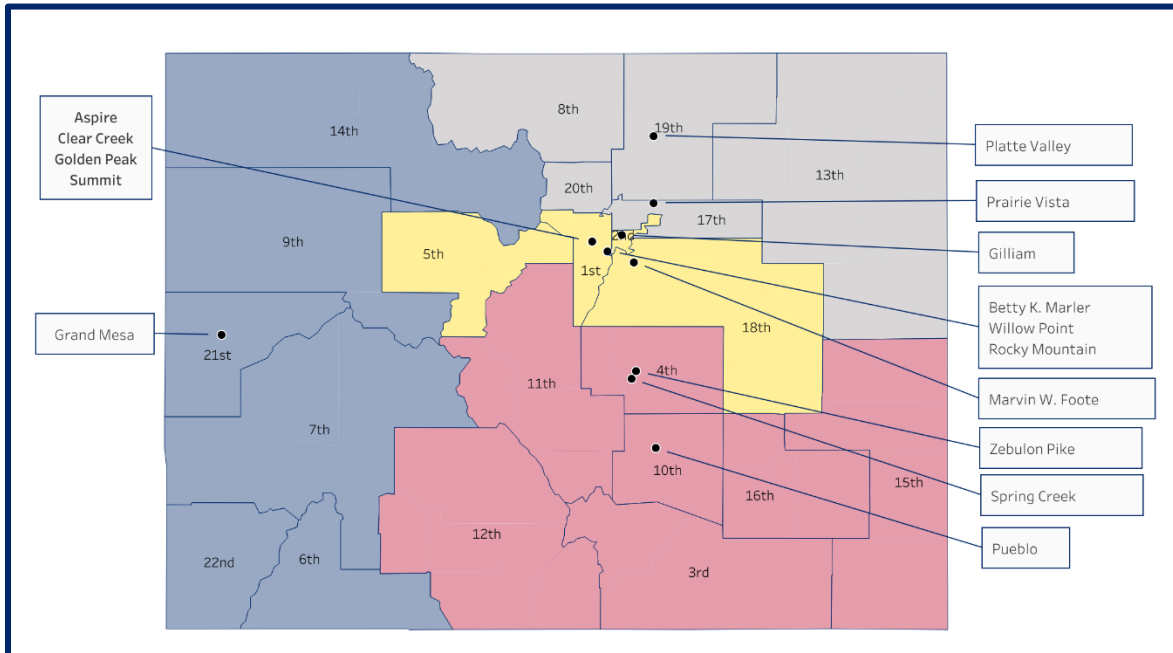 Aspire
Clear Creek
Golden Peak
Summit
Grand Mesa
8th
14th
19th
13th
20th
17th
9th
5th
2nd
1st
18th
21st
4th
11th
7th
10th
16th
15th
12th
22nd
6th
3rd
Platte Valley
Prairie Vista
Gilliam
Betty K. Marler
Willow Point
Rocky Mountain
Marvin W. Foote
Zebulon Pike
Spring Creek
Pueblo